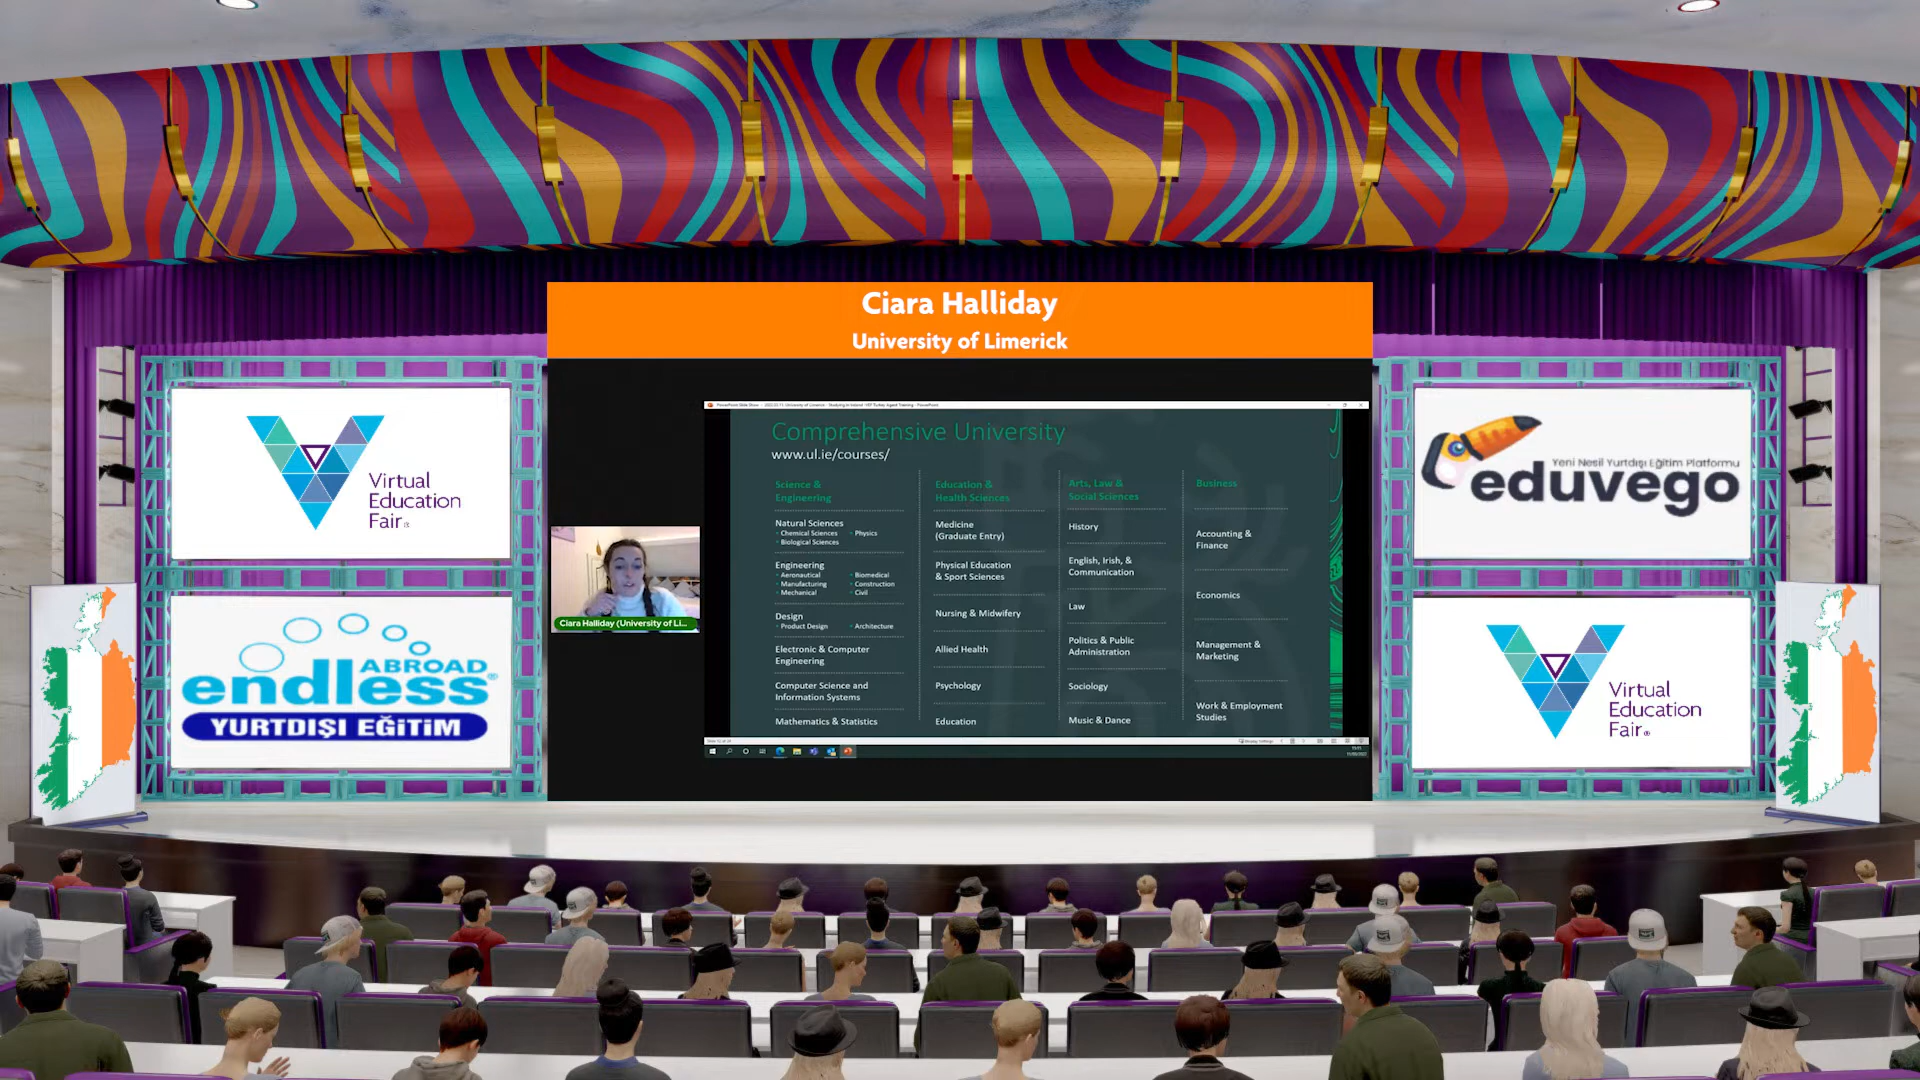 Ciara Halliday
University of Limerick
Virtual
Education
Fair
ABROAD
endless
YURTDIŞI EĞİTİM
Ciara Halliday (University of Li...
Comprehensive University
www.ul.ie/courses/
Science &
Engineering
Natural Sciences
Chemical Sciences
Physics
Biological Sciences
Engineering
Aeronautical
Biomedical
Manufacturing
Construction
Mechanical
Civil
Design
Product Design
Architecture
Electronic & Computer
Engineering
Computer Science and
Information Systems
Mathematics & Statistics
Education &
Health Sciences
Medicine
(Graduate Entry)
Physical Education
& Sport Sciences
Nursing & Midwifery
Allied Health
Psychology
Education
Arts, Law &
Social Sciences
History
English, Irish, &
Communication
Law
Politics & Public
Administration
Sociology
Music & Dance
Business
Accounting &
Finance
Economics
Management &
Marketing
Work & Employment
Studies
Yeni Nesil Yurtdışı Eğitim Platformu
eduvego
Virtual
Education
Fair